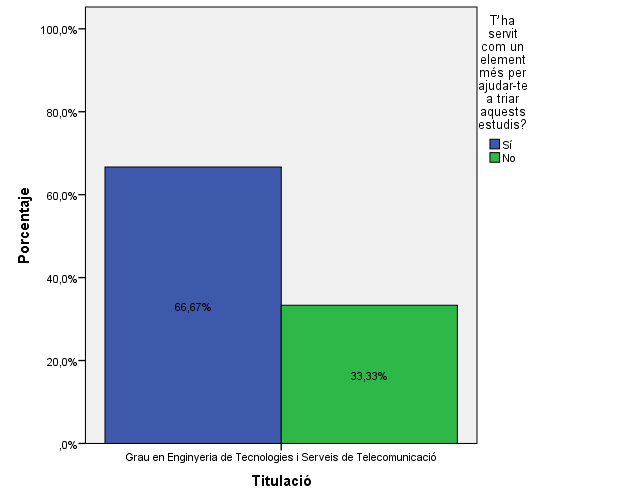 T'ha
servit
com un
element
més per
ajudar-te
a triar
aquests
estudis?
Sí
No
Porcentaje
100,0%
80,0%
60,0%
40,0%
20,0%
,0%
66,67%
33,33%
Grau en Enginyeria de Tecnologies i Serveis de Telecomunicació
Titulació